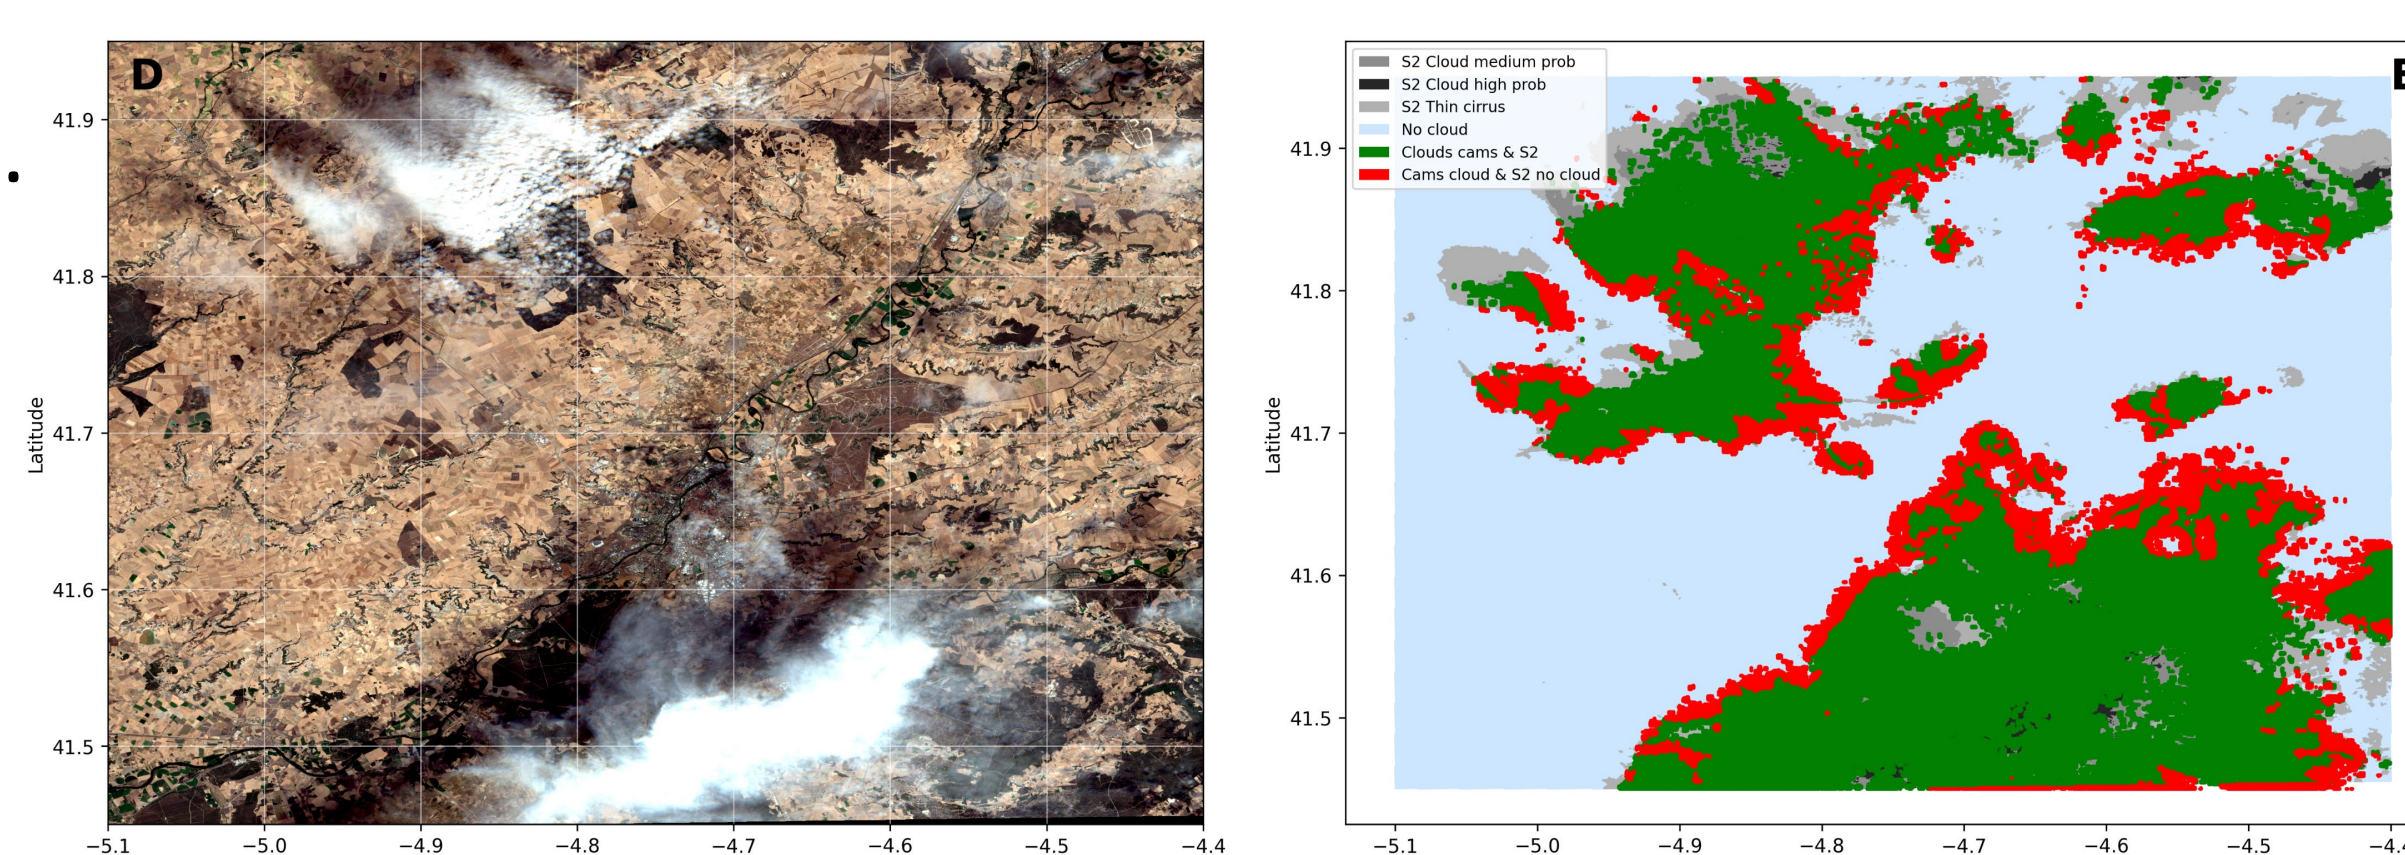 D
Latitude
41.9
41.8
41.7
41.6
41.5
−5.1 −5.0 −4.9 −4.8 −4.7 −4.6 −4.5 −4.4
S2 Cloud medium prob
S2 Cloud high prob
S2 Thin cirrus
No cloud
Clouds cams & S2
Cams cloud & S2 no cloud
Latitude
41.9
41.8
41.7
41.6
41.5
−5.1 −5.0 −4.9 −4.8 −4.7 −4.6 −4.5